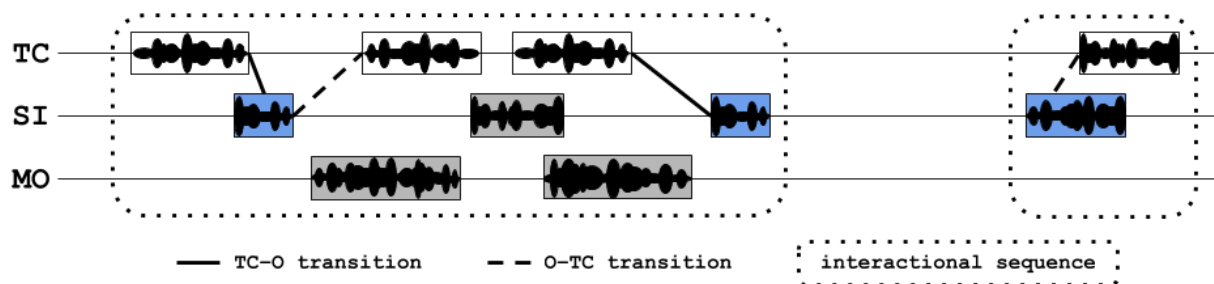 TC
SI
MO
TC-O transition
O-TC transition
interactional sequence